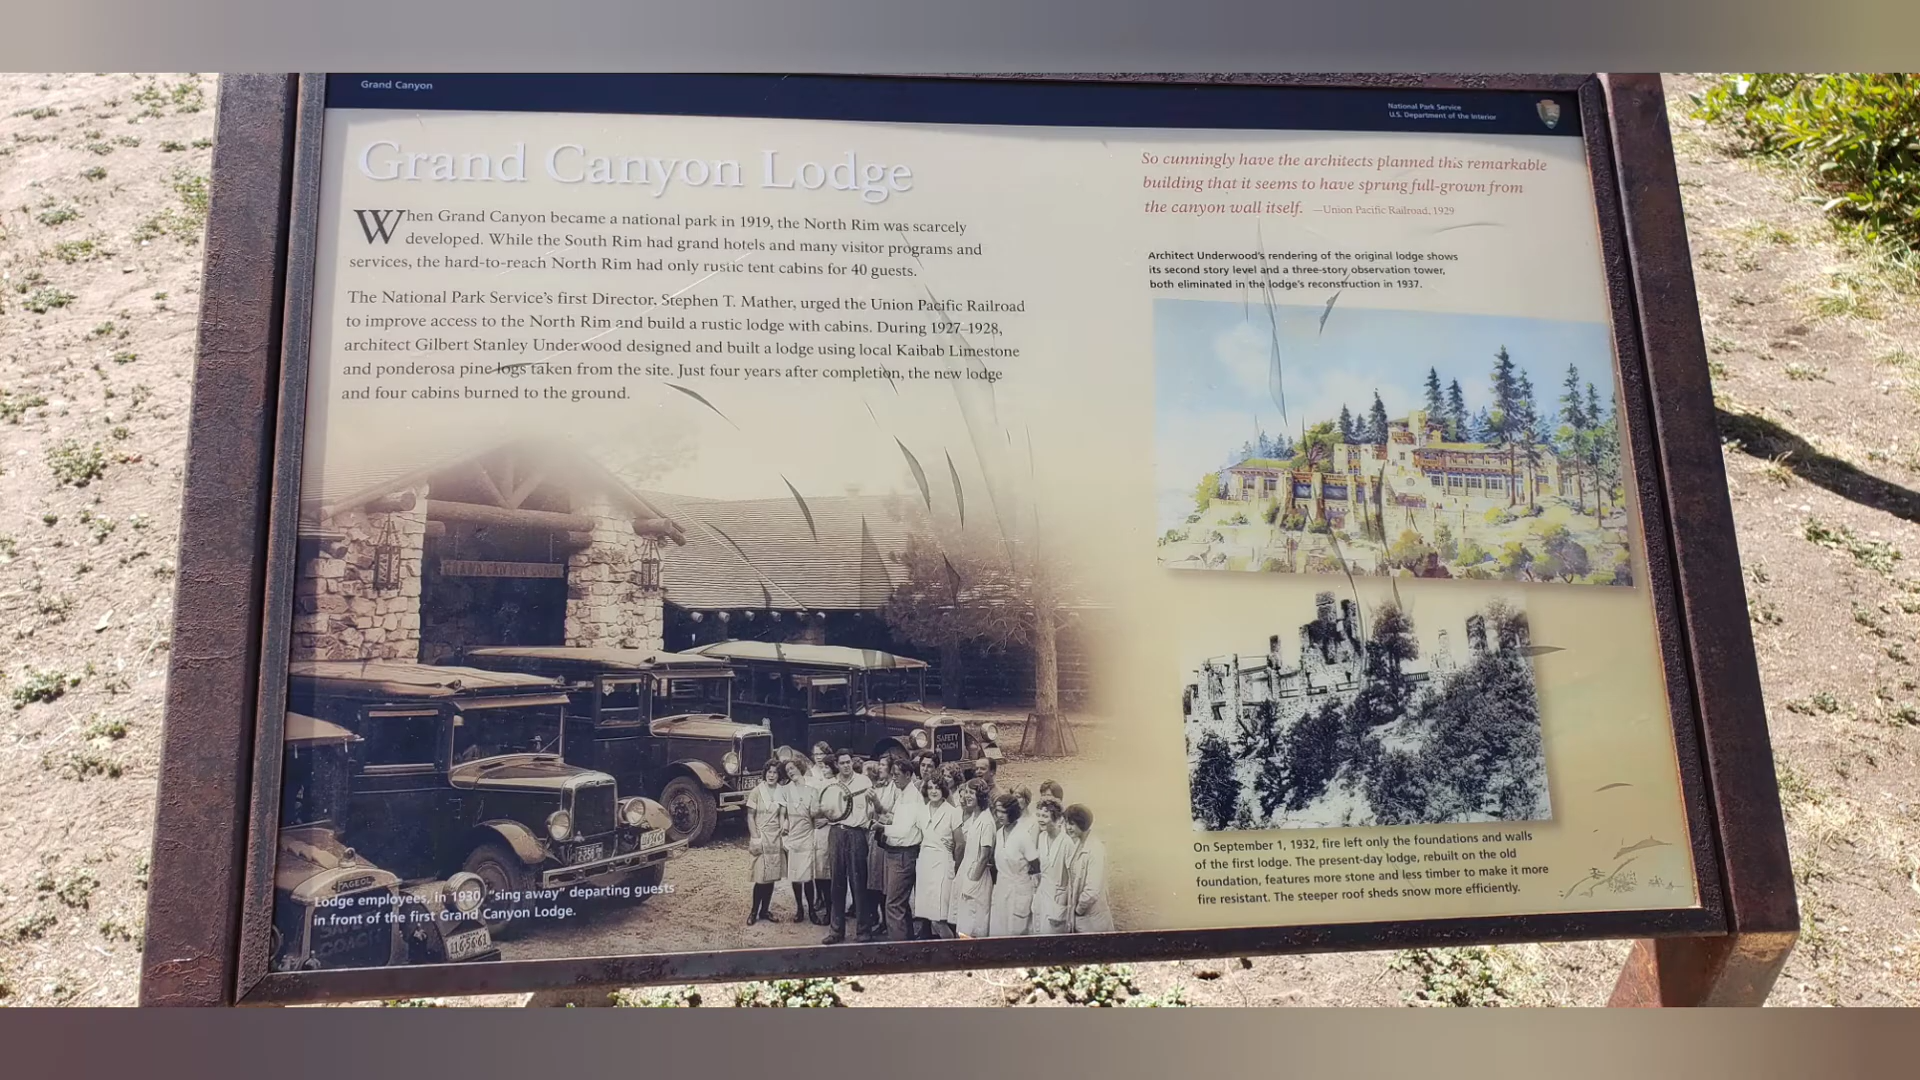 Grand Canyon
National Park Service
U.S. Department of the Interior
Grand Canyon Lodge
When Grand Canyon became a national park in 1919, the North Rim was scarcely
developed. While the South Rim had grand hotels and many visitor programs and
services, the hard-to-reach North Rim had only rustic tent cabins for 40 guests.
The National Park Service's first Director, Stephen T. Mather, urged the Union Pacific Railroad
to improve access to the North Rim and build a rustic lodge with cabins. During 1927–1928,
architect Gilbert Stanley Underwood designed and built a lodge using local Kaibab Limestone
and ponderosa pine logs taken from the site. Just four years after completion, the new lodge
and four cabins burned to the ground.
So cunningly have the architects planned this remarkable
building that it seems to have sprung full-grown from
the canyon wall itself. —Union Pacific Railroad, 1929
Architect Underwood's rendering of the original lodge shows
its second story level and a three-story observation tower,
both eliminated in the lodge's reconstruction in 1937.
GRAND CANYON LODGE
SAFETY
COACH
PAGEOL
COACH
Lodge employees, in 1930, "sing away" departing guests
in front of the first Grand Canyon Lodge.
On September 1, 1932, fire left only the foundations and walls
of the first lodge. The present-day lodge, rebuilt on the old
foundation, features more stone and less timber to make it more
fire resistant. The steeper roof sheds snow more efficiently.